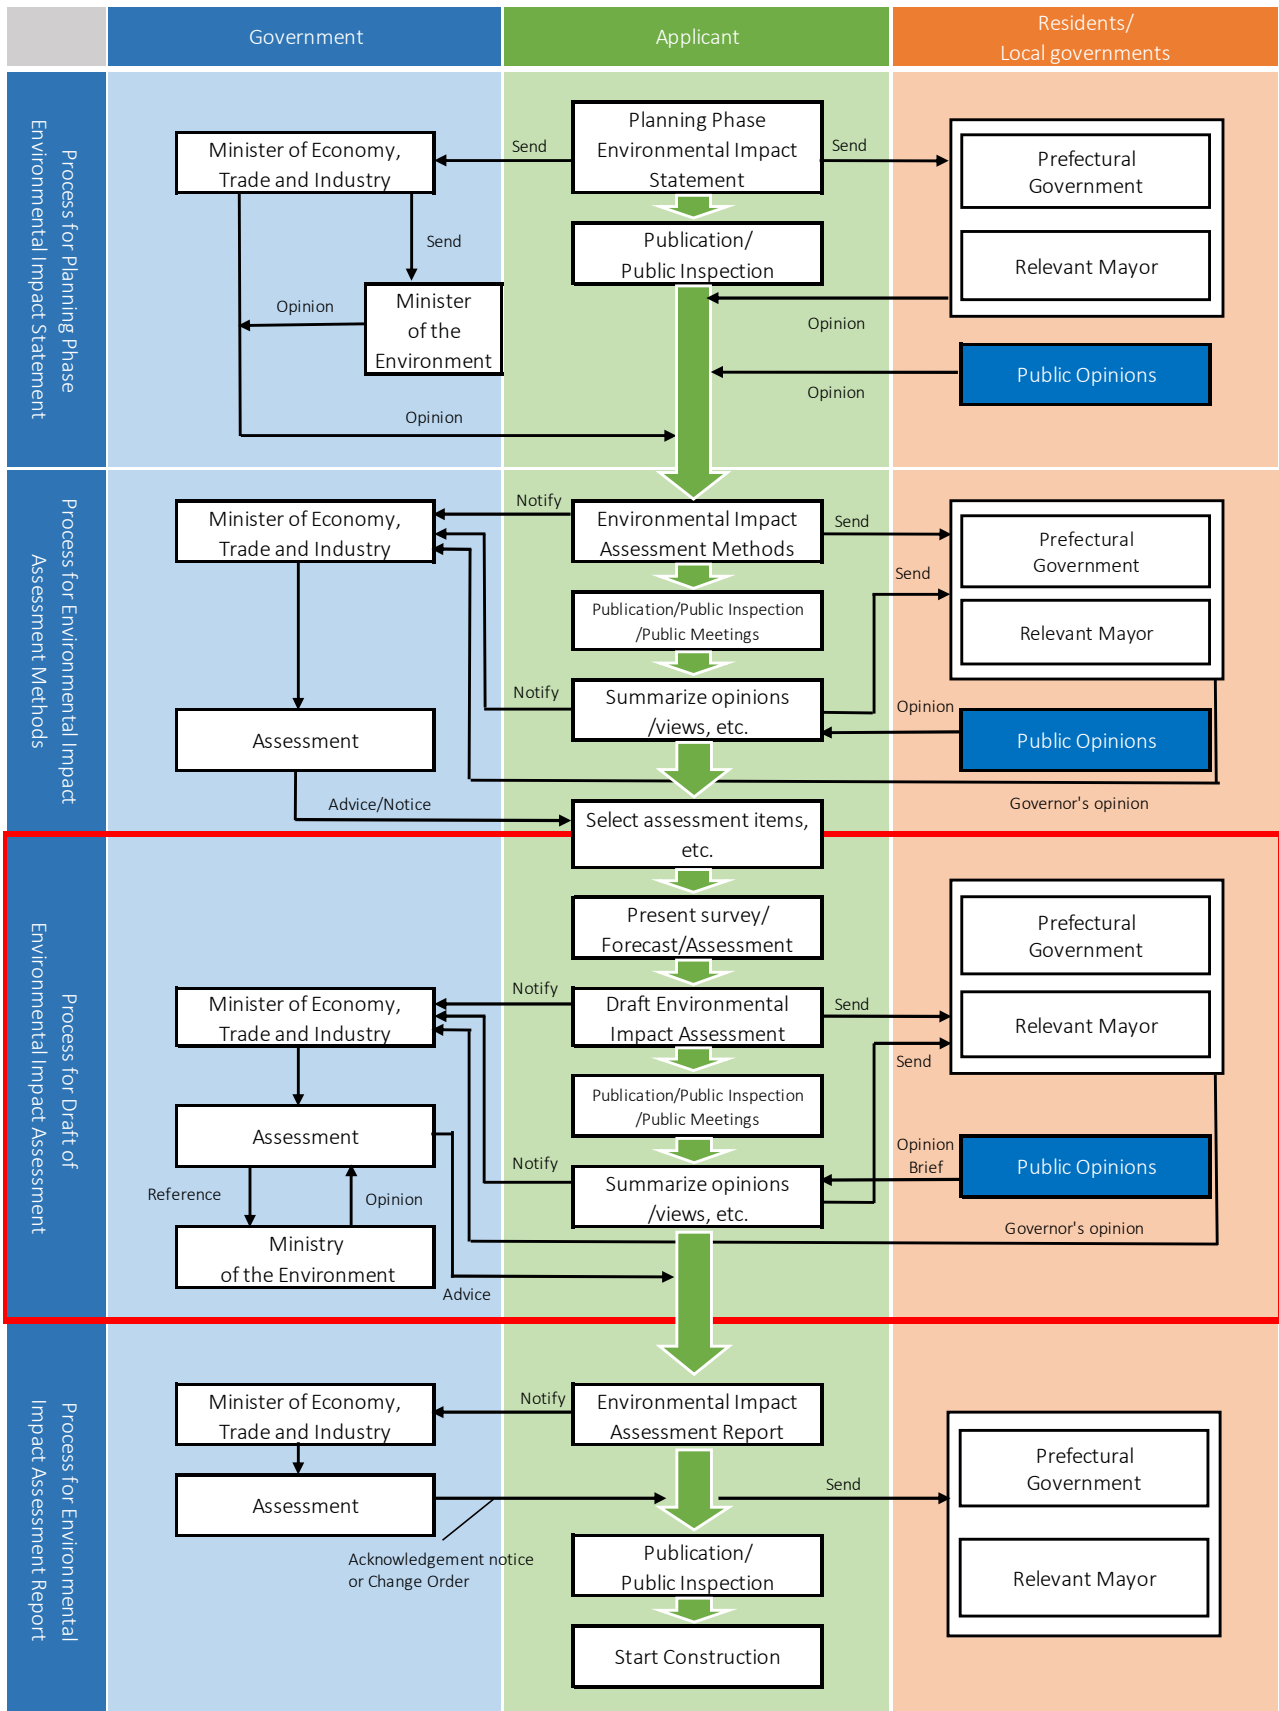 Government
Applicant
Residents/
Local governments
Process for Planning Phase
Environmental Impact Statement
Minister of Economy,
Trade and Industry
Send
Planning Phase
Environmental Impact
Statement
Send
Prefectural
Government
Relevant Mayor
Send
Publication/
Public Inspection
Minister
of the
Environment
Opinion
Opinion
Public Opinions
Opinion
Opinion
Process for Environmental Impact
Assessment Methods
Minister of Economy,
Trade and Industry
Notify
Environmental Impact
Assessment Methods
Send
Prefectural
Government
Relevant Mayor
Send
Publication/Public Inspection
/Public Meetings
Notify
Summarize opinions
/views, etc.
Opinion
Public Opinions
Assessment
Governor's opinion
Advice/Notice
Select assessment items,
etc.
Process for Draft of
Environmental Impact Assessment
Present survey/
Forecast/Assessment
Prefectural
Government
Relevant Mayor
Minister of Economy,
Trade and Industry
Notify
Draft Environmental
Impact Assessment
Send
Send
Publication/Public Inspection
/Public Meetings
Assessment
Notify
Summarize opinions
/views, etc.
Opinion
Brief
Public Opinions
Reference
Opinion
Ministry
of the Environment
Governor's opinion
Advice
Process for Environmental
Impact Assessment Report
Minister of Economy,
Trade and Industry
Notify
Environmental Impact
Assessment Report
Assessment
Send
Prefectural
Government
Relevant Mayor
Acknowledgement notice
or Change Order
Publication/
Public Inspection
Start Construction